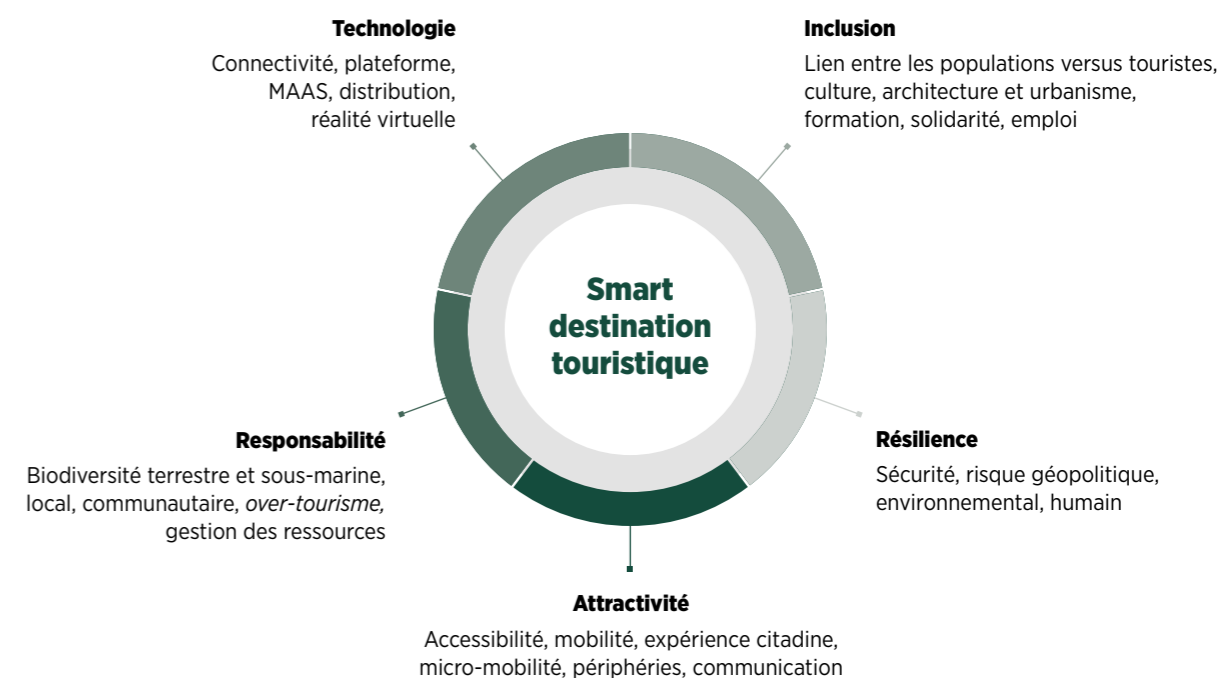 Technologie
Connectivité, plateforme,
MAAS, distribution,
réalité virtuelle
Inclusion
Lien entre les populations versus touristes,
culture, architecture et urbanisme,
formation, solidarité, emploi
Smart
destination
touristique
Responsabilité
Biodiversité terrestre et sous-marine,
local, communautaire, over-tourisme,
gestion des ressources
Résilience
Sécurité, risque géopolitique,
environnemental, humain
Attractivité
Accessibilité, mobilité, expérience citadine,
micro-mobilité, périphéries, communication